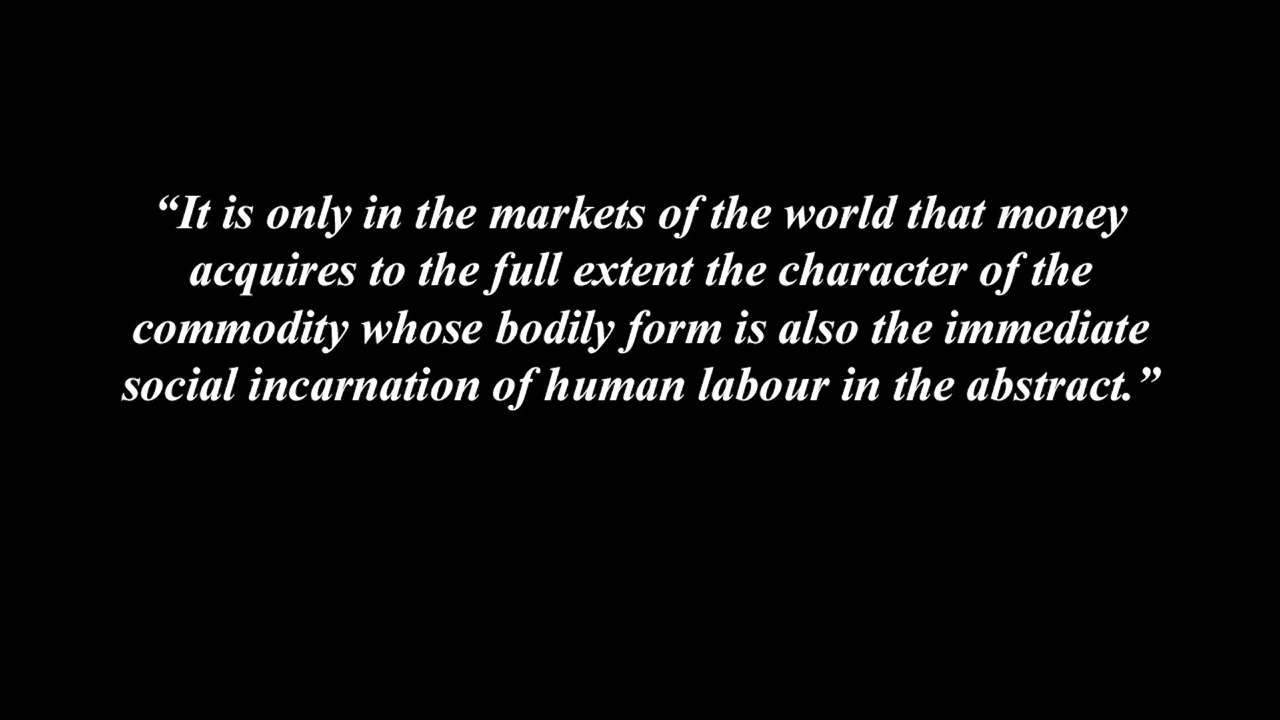 “It is only in the markets of the world that money
acquires to the full extent the character of the
commodity whose bodily form is also the immediate
social incarnation of human labour in the abstract.”